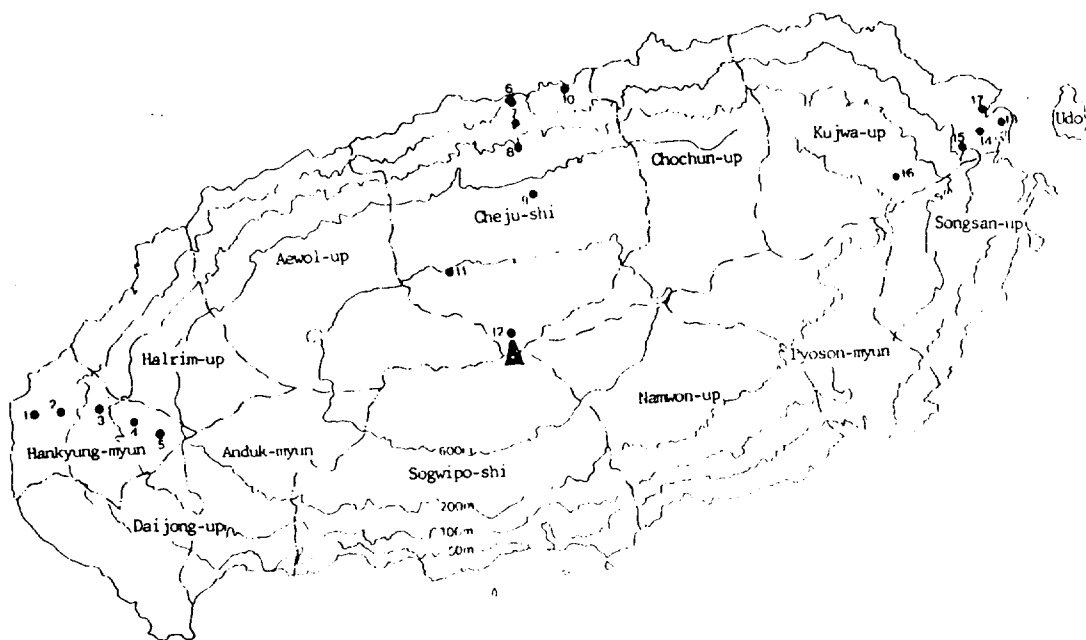 6
7
8
10
17
13
14
15
16
Udo
Kujwa-up
Chochun-up
9
Cheju-shi
Songsan-up
Aewol-up
11
12
Halrim-up
Pyoson-myun
Namwon-up
1
2
3
4
5
Hankyung-myun
Anduk-myun
600m
Sogwipo-shi
200m
100m
50m
Daijong-up